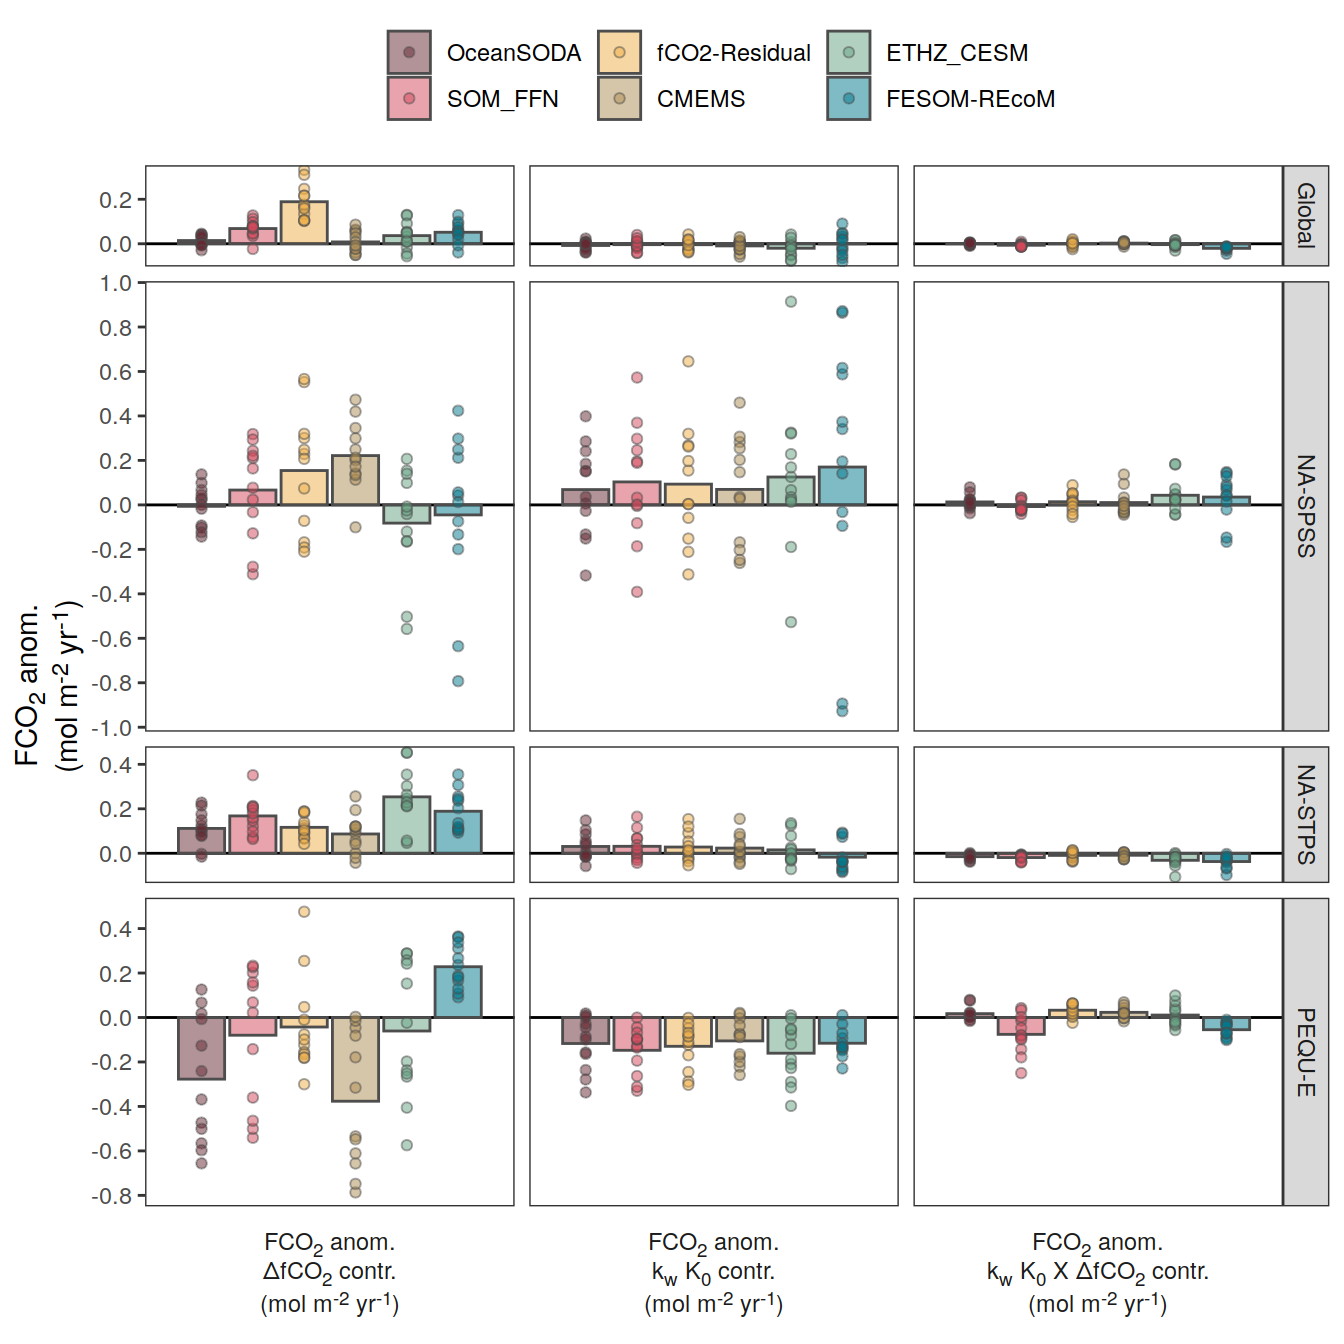 OceanSODA fCO2-Residual ETHZ_CESM
SOM_FFN CMEMS FESOM-REcoM
0.2
0.0
Global
1.0
0.8
0.6
0.4
0.2
0.0
-0.2
-0.4
-0.6
-0.8
-1.0
NA-SPSS
FCO2 anom.
(mol m-2 yr-1)
0.4
0.2
0.0
NA-STPS
0.4
0.2
0.0
-0.2
-0.4
-0.6
-0.8
PEQU-E
FCO2 anom.
ΔfCO2 contr.
(mol m-2 yr-1)
FCO2 anom.
kw K0 contr.
(mol m-2 yr-1)
FCO2 anom.
kw K0 X ΔfCO2 contr.
(mol m-2 yr-1)